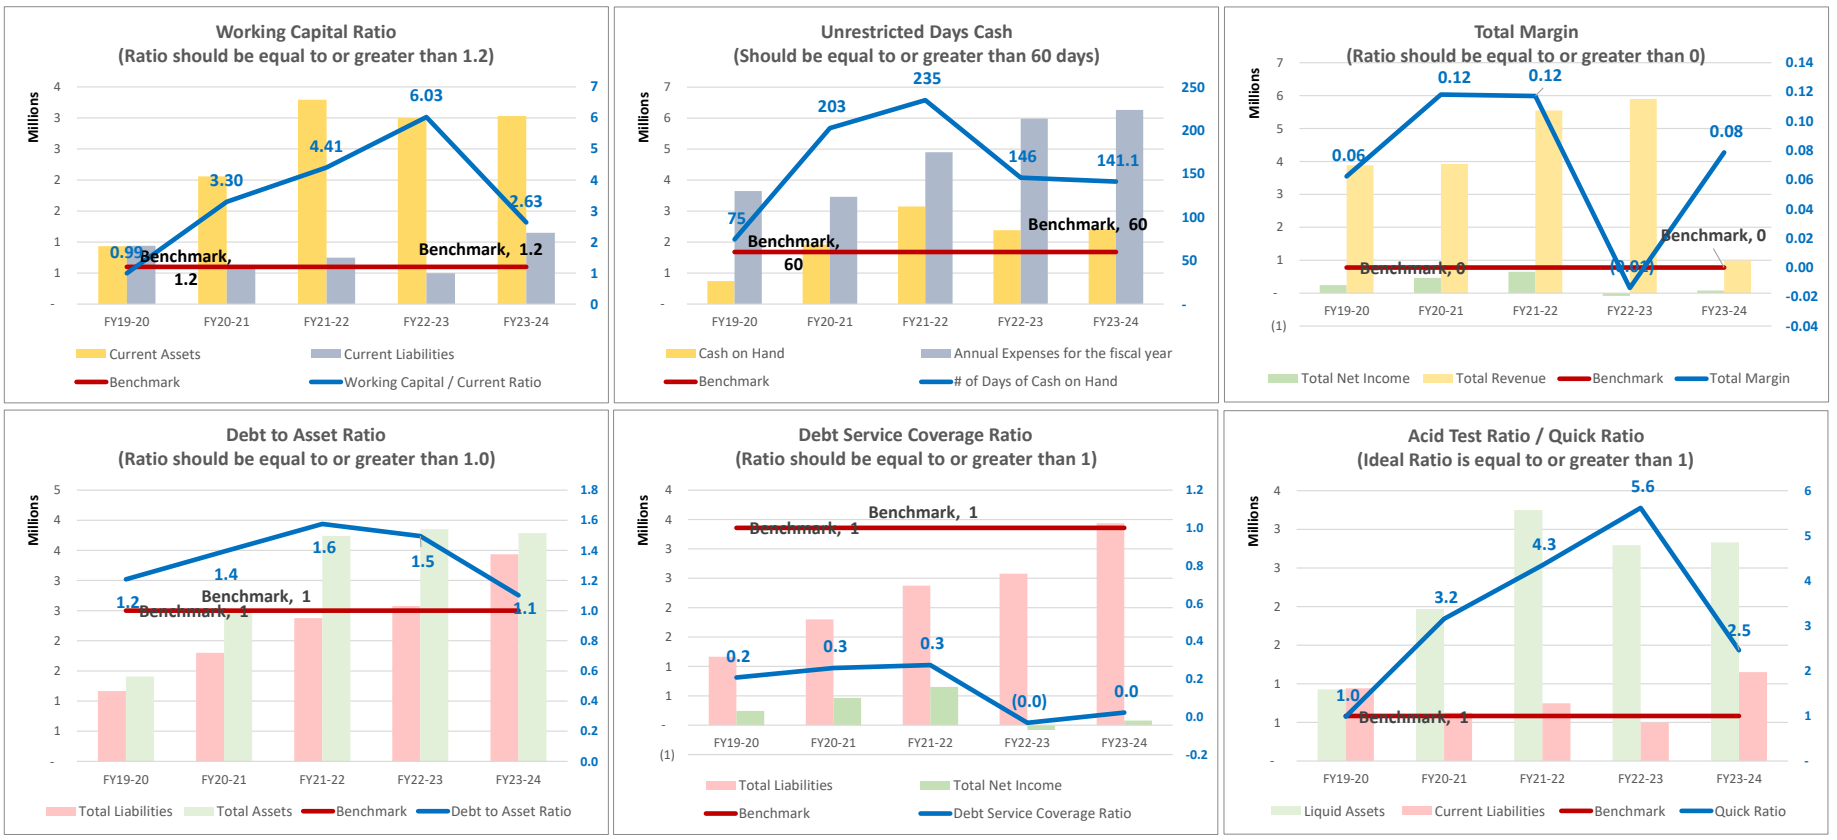 Working Capital Ratio
(Ratio should be equal to or greater than 1.2)
Millions
4
3
3
2
2
1
1
-
7
6
5
4
3
2
1
0
0.99
3.30
4.41
6.03
2.63
Benchmark,
1.2
Benchmark, 1.2
FY19-20
FY20-21
FY21-22
FY22-23
FY23-24
Current Assets
Current Liabilities
Benchmark
Working Capital / Current Ratio
Unrestricted Days Cash
(Should be equal to or greater than 60 days)
Millions
7
6
5
4
3
2
1
-
250
200
150
100
50
-
75
203
235
146
141.1
Benchmark,
60
Benchmark, 60
FY19-20
FY20-21
FY21-22
FY22-23
FY23-24
Cash on Hand
Annual Expenses for the fiscal year
Benchmark
# of Days of Cash on Hand
Total Margin
(Ratio should be equal to or greater than 0)
Millions
7
6
5
4
3
2
1
-
(1)
0.14
0.12
0.10
0.08
0.06
0.04
0.02
0.00
-0.02
-0.04
0.06
0.12
0.12
(0.01)
0.08
Benchmark, 0
Benchmark, 0
FY19-20
FY20-21
FY21-22
FY22-23
FY23-24
Total Net Income
Total Revenue
Benchmark
Total Margin
Debt to Asset Ratio
(Ratio should be equal to or greater than 1.0)
Millions
5
4
4
3
3
2
2
1
1
-
1.8
1.6
1.4
1.2
1.0
0.8
0.6
0.4
0.2
0.0
1.2
1.4
1.6
1.5
1.1
Benchmark, 1
Benchmark, 1
FY19-20
FY20-21
FY21-22
FY22-23
FY23-24
Total Liabilities
Total Assets
Benchmark
Debt to Asset Ratio
Debt Service Coverage Ratio
(Ratio should be equal to or greater than 1)
Millions
4
4
3
3
2
2
1
1
-
(1)
1.2
1.0
0.8
0.6
0.4
0.2
0.0
-0.2
Benchmark, 1
Benchmark, 1
0.2
0.3
0.3
(0.0)
0.0
FY19-20
FY20-21
FY21-22
FY22-23
FY23-24
Total Liabilities
Total Net Income
Benchmark
Debt Service Coverage Ratio
Acid Test Ratio / Quick Ratio
(Ideal Ratio is equal to or greater than 1)
Millions
4
3
3
2
2
1
1
-
6
5
4
3
2
1
-
1.0
3.2
4.3
5.6
2.5
Benchmark, 1
FY19-20
FY20-21
FY21-22
FY22-23
FY23-24
Liquid Assets
Current Liabilities
Benchmark
Quick Ratio